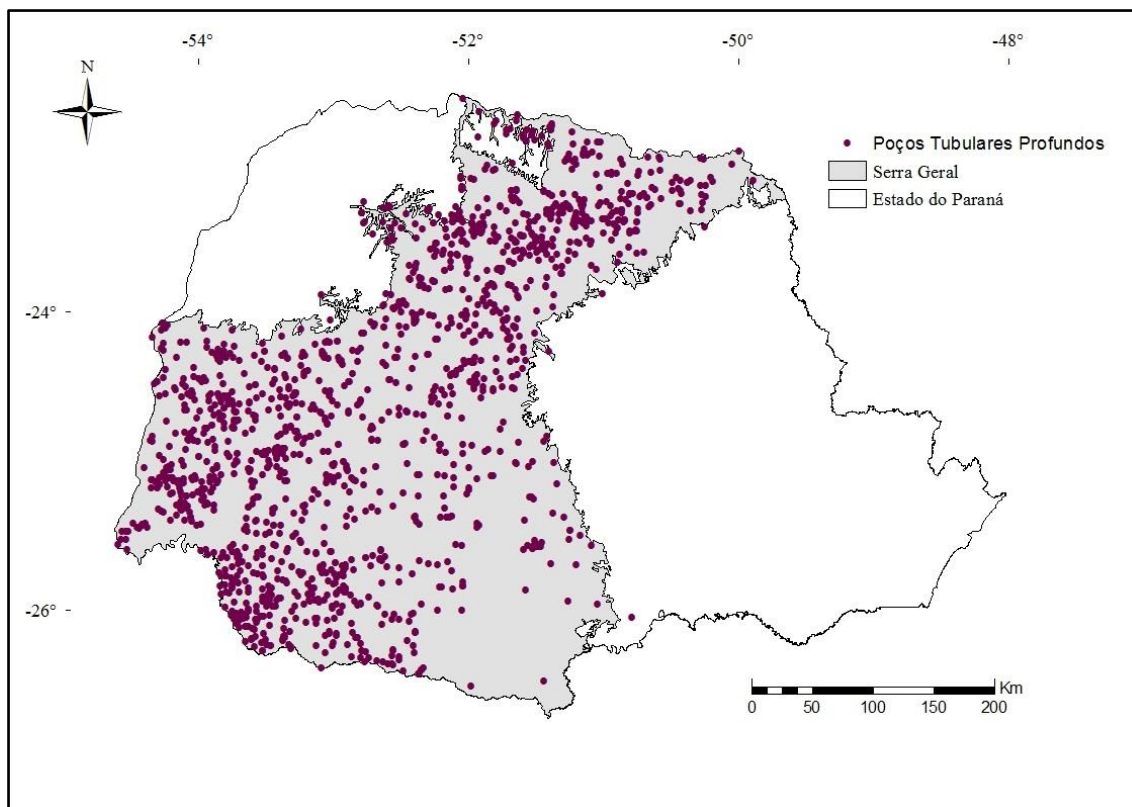 -54° -52° -50° -48°
N
Poços Tubulares Profundos
Serra Geral
Estado do Paraná
-24°
-26°
Km
0 50 100 150 200